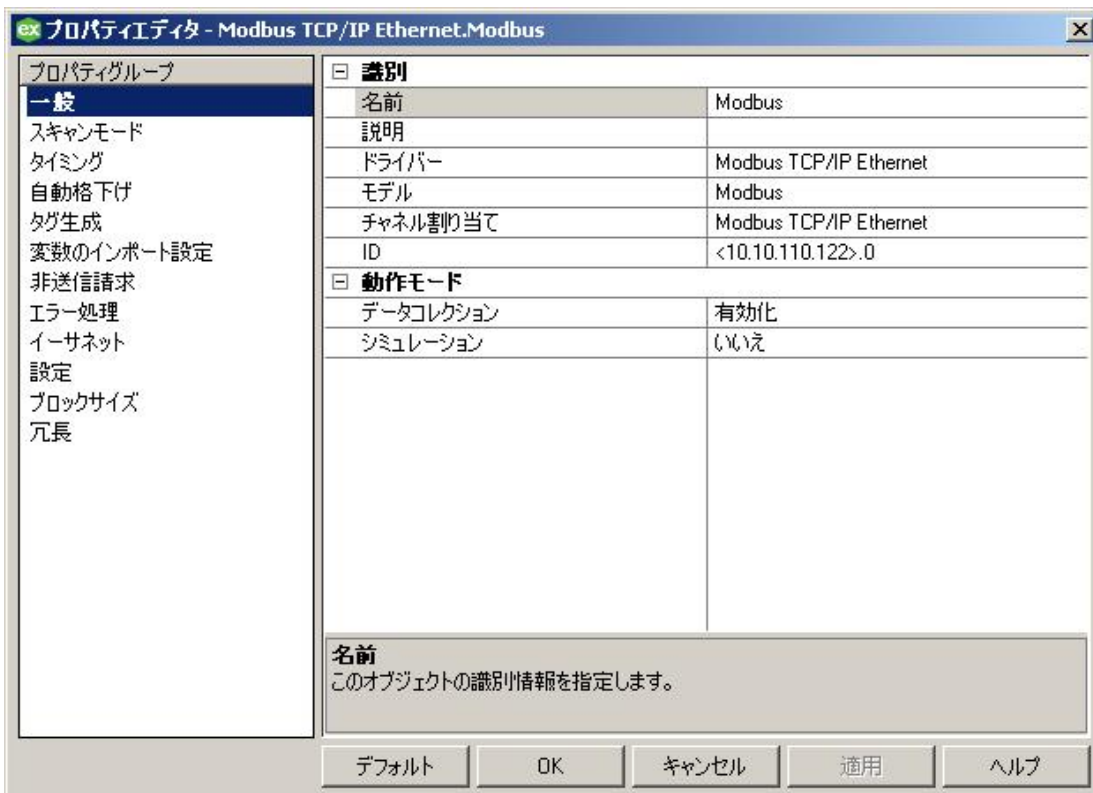 プロパティエディタ - Modbus TCP/IP Ethernet.Modbus
プロパティグループ
一般
スキャンモード
タイミング
自動格下げ
タグ生成
変数のインポート設定
非送信請求
エラー処理
イーサネット
設定
ブロックサイズ
冗長
識別
名前 Modbus
説明
ドライバー Modbus TCP/IP Ethernet
モデル Modbus
チャネル割り当て Modbus TCP/IP Ethernet
ID <10.10.110.122>.0
動作モード
データコレクション 有効化
シミュレーション いいえ
名前
このオブジェクトの識別情報を指定します。
デフォルト OK キャンセル 適用 ヘルプ